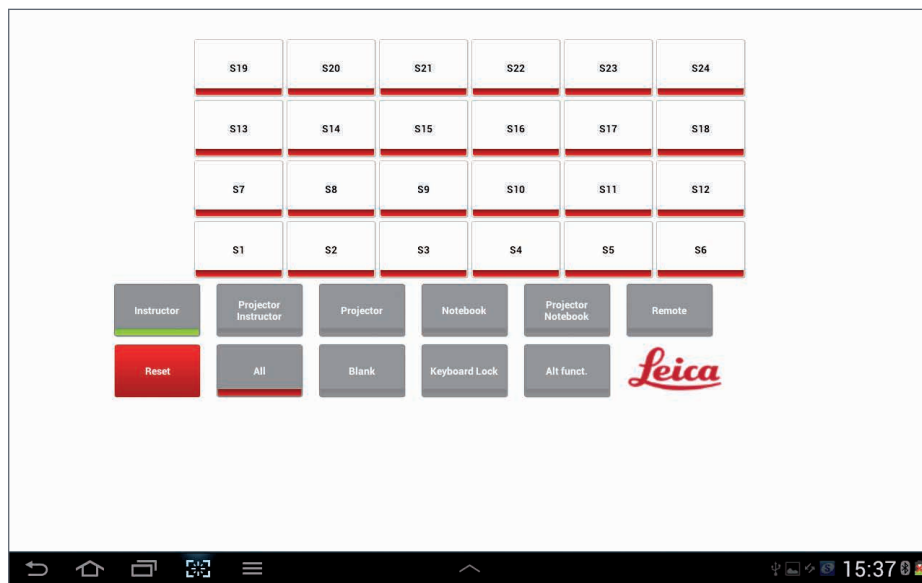 S19 S20 S21 S22 S23 S24
S13 S14 S15 S16 S17 S18
S7 S8 S9 S10 S11 S12
S1 S2 S3 S4 S5 S6
Instructor Projector Instructor Projector Notebook Projector Notebook Remote
Reset All Blank Keyboard Lock Alt funct. Leica
15:37